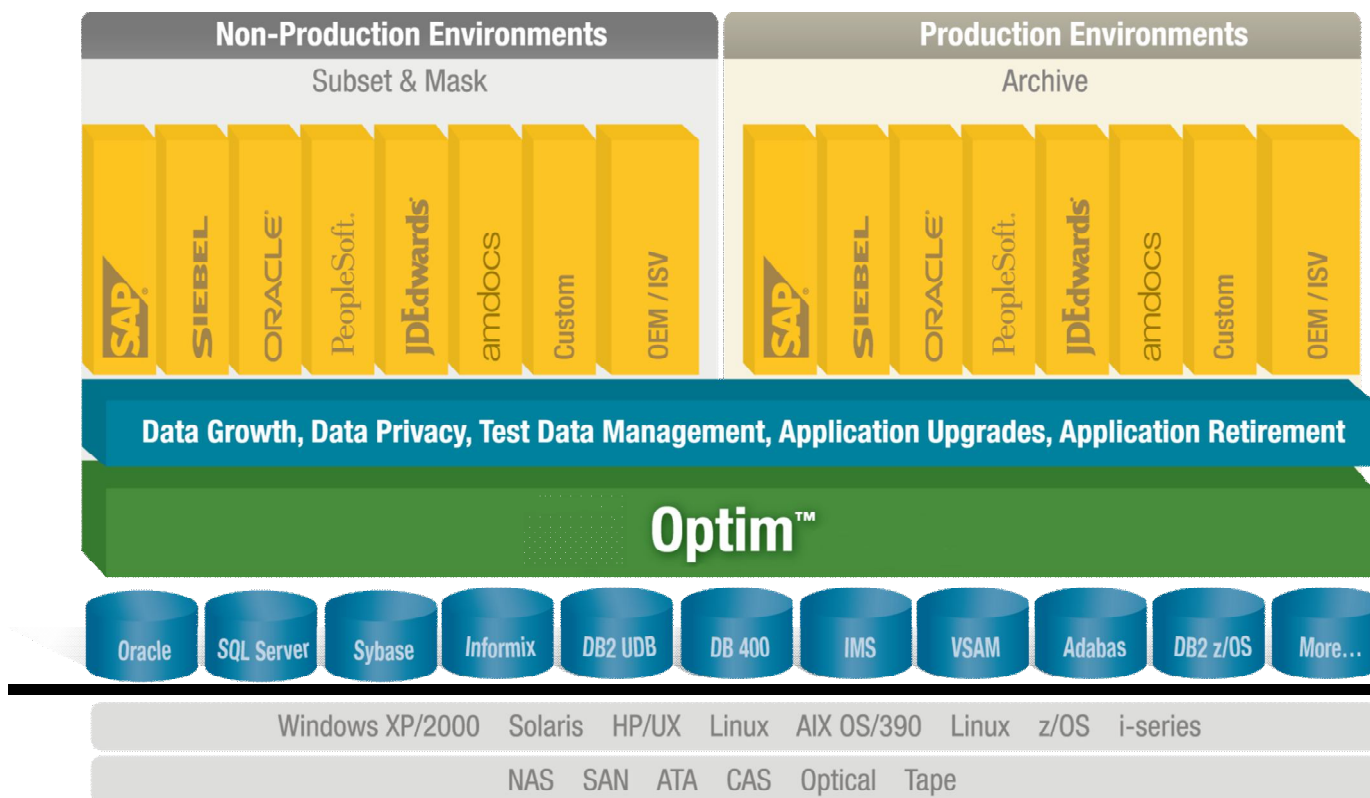 Non-Production Environments
Subset & Mask
SAP®
SIEBEL
ORACLE®
PeopleSoft.
JDEdwards®
amdocs
Custom
OEM / ISV
Production Environments
Archive
SAP®
SIEBEL
ORACLE®
PeopleSoft.
JDEdwards®
amdocs
Custom
OEM / ISV
Data Growth, Data Privacy, Test Data Management, Application Upgrades, Application Retirement
Optim™
Oracle SQL Server Sybase Informix DB2 UDB DB 400 IMS VSAM Adabas DB2 z/OS More...
Windows XP/2000 Solaris HP/UX Linux AIX OS/390 Linux z/OS i-series
NAS SAN ATA CAS Optical Tape